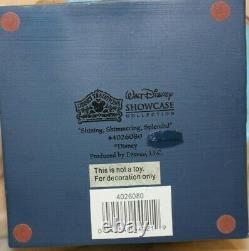 WALT DISNEY
SHOWCASE
COLLECTION
"Shining, Shimmering, Splendid"
#4026080
©Disney
Produced by Enesco, LLC.
This is not a toy.
For decoration only.
4026080